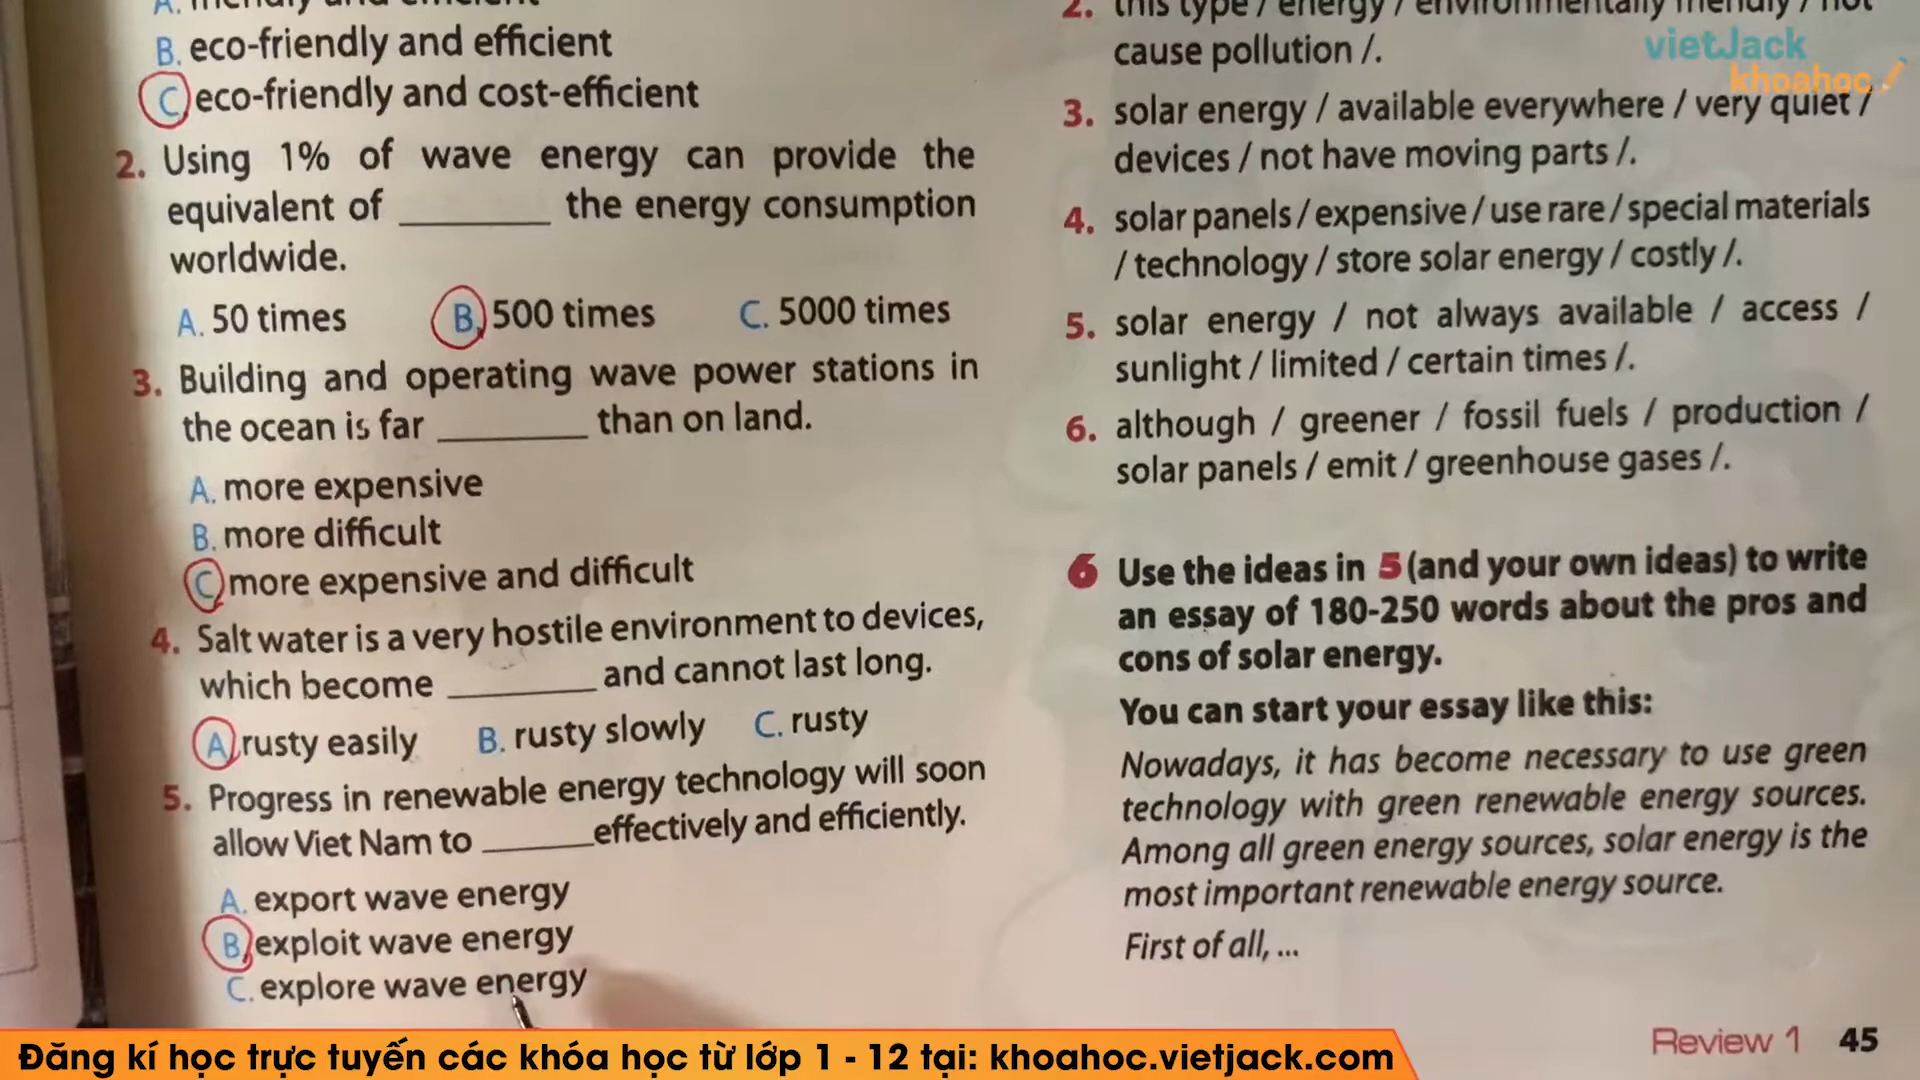 A. friendly and efficient
B. eco-friendly and efficient
C. eco-friendly and cost-efficient
2. Using 1% of wave energy can provide the
equivalent of ________ the energy consumption
worldwide.
A. 50 times B. 500 times C. 5000 times
3. Building and operating wave power stations in
the ocean is far ________ than on land.
A. more expensive
B. more difficult
C. more expensive and difficult
4. Salt water is a very hostile environment to devices,
which become ________ and cannot last long.
A. rusty easily B. rusty slowly C. rusty
5. Progress in renewable energy technology will soon
allow Viet Nam to ______effectively and efficiently.
A. export wave energy
B. exploit wave energy
C. explore wave energy
2. this type / energy / environmentally friendly / not
cause pollution /.
3. solar energy / available everywhere / very quiet /
devices / not have moving parts /.
4. solar panels / expensive / use rare / special materials
/ technology / store solar energy / costly /.
5. solar energy / not always available / access /
sunlight / limited / certain times /.
6. although / greener / fossil fuels / production /
solar panels / emit / greenhouse gases /.
6 Use the ideas in 5 (and your own ideas) to write
an essay of 180-250 words about the pros and
cons of solar energy.
You can start your essay like this:
Nowadays, it has become necessary to use green
technology with green renewable energy sources.
Among all green energy sources, solar energy is the
most important renewable energy source.
First of all, ...
Review 1 45
vietJack
khoahoc
Đăng kí học trực tuyến các khóa học từ lớp 1 - 12 tại: khoahoc.vietjack.com